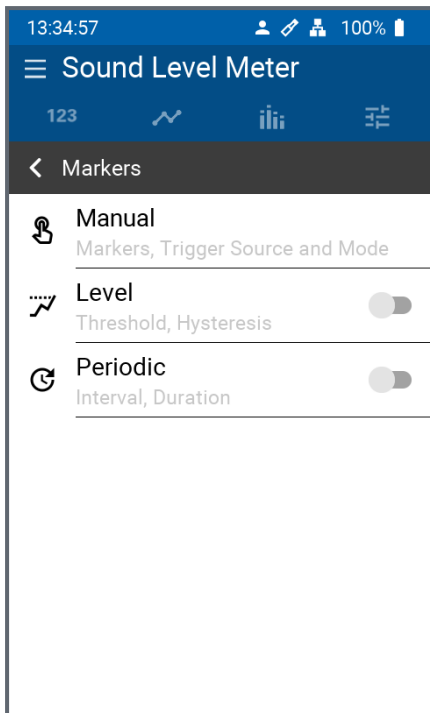 13:34:57 100%
Sound Level Meter
123
Markers
Manual
Markers, Trigger Source and Mode
Level
Threshold, Hysteresis
Periodic
Interval, Duration